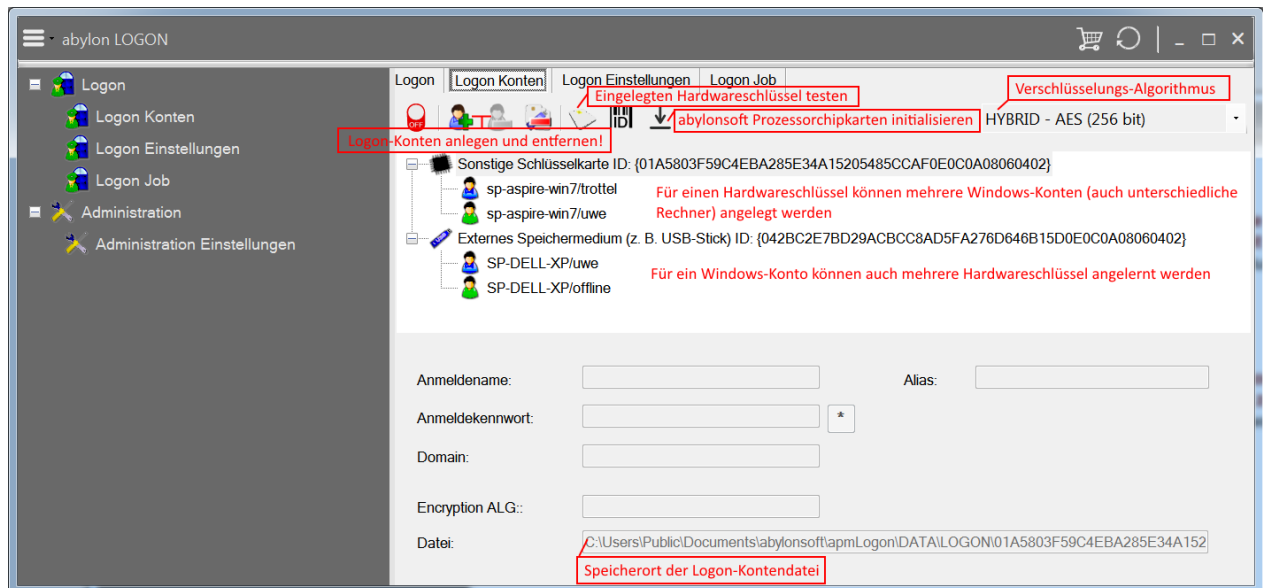 abylon LOGON
Logon
Logon Konten
Logon Einstellungen
Logon Job
Administration
Administration Einstellungen
Logon Logon Konten Logon Einstellungen Logon Job
Eingelegten Hardwareschlüssel testen
Verschlüsselungs-Algorithmus
OFF
ID
abylonsoft Prozessorchipkarten initialisieren
HYBRID - AES (256 bit)
Logon-Konten anlegen und entfernen!
Sonstige Schlüsselkarte ID: {01A5803F59C4EBA285E34A15205485CCAF0E0C0A08060402}
sp-aspire-win7/trottel
sp-aspire-win7/uwe
Für einen Hardwareschlüssel können mehrere Windows-Konten (auch unterschiedliche
Rechner) angelegt werden
Externes Speichermedium (z. B. USB-Stick) ID: {042BC2E7BD29ACBCC8AD5FA276D646B15D0E0C0A08060402}
SP-DELL-XP/uwe
SP-DELL-XP/offline
Für ein Windows-Konto können auch mehrere Hardwareschlüssel angelernt werden
Anmeldename:
Alias:
Anmeldekennwort:
*
Domain:
Encryption ALG::
Datei:
C:\Users\Public\Documents\abylonsoft\apmLogon\DATA\LOGON\01A5803F59C4EBA285E34A152
Speicherort der Logon-Kontendatei